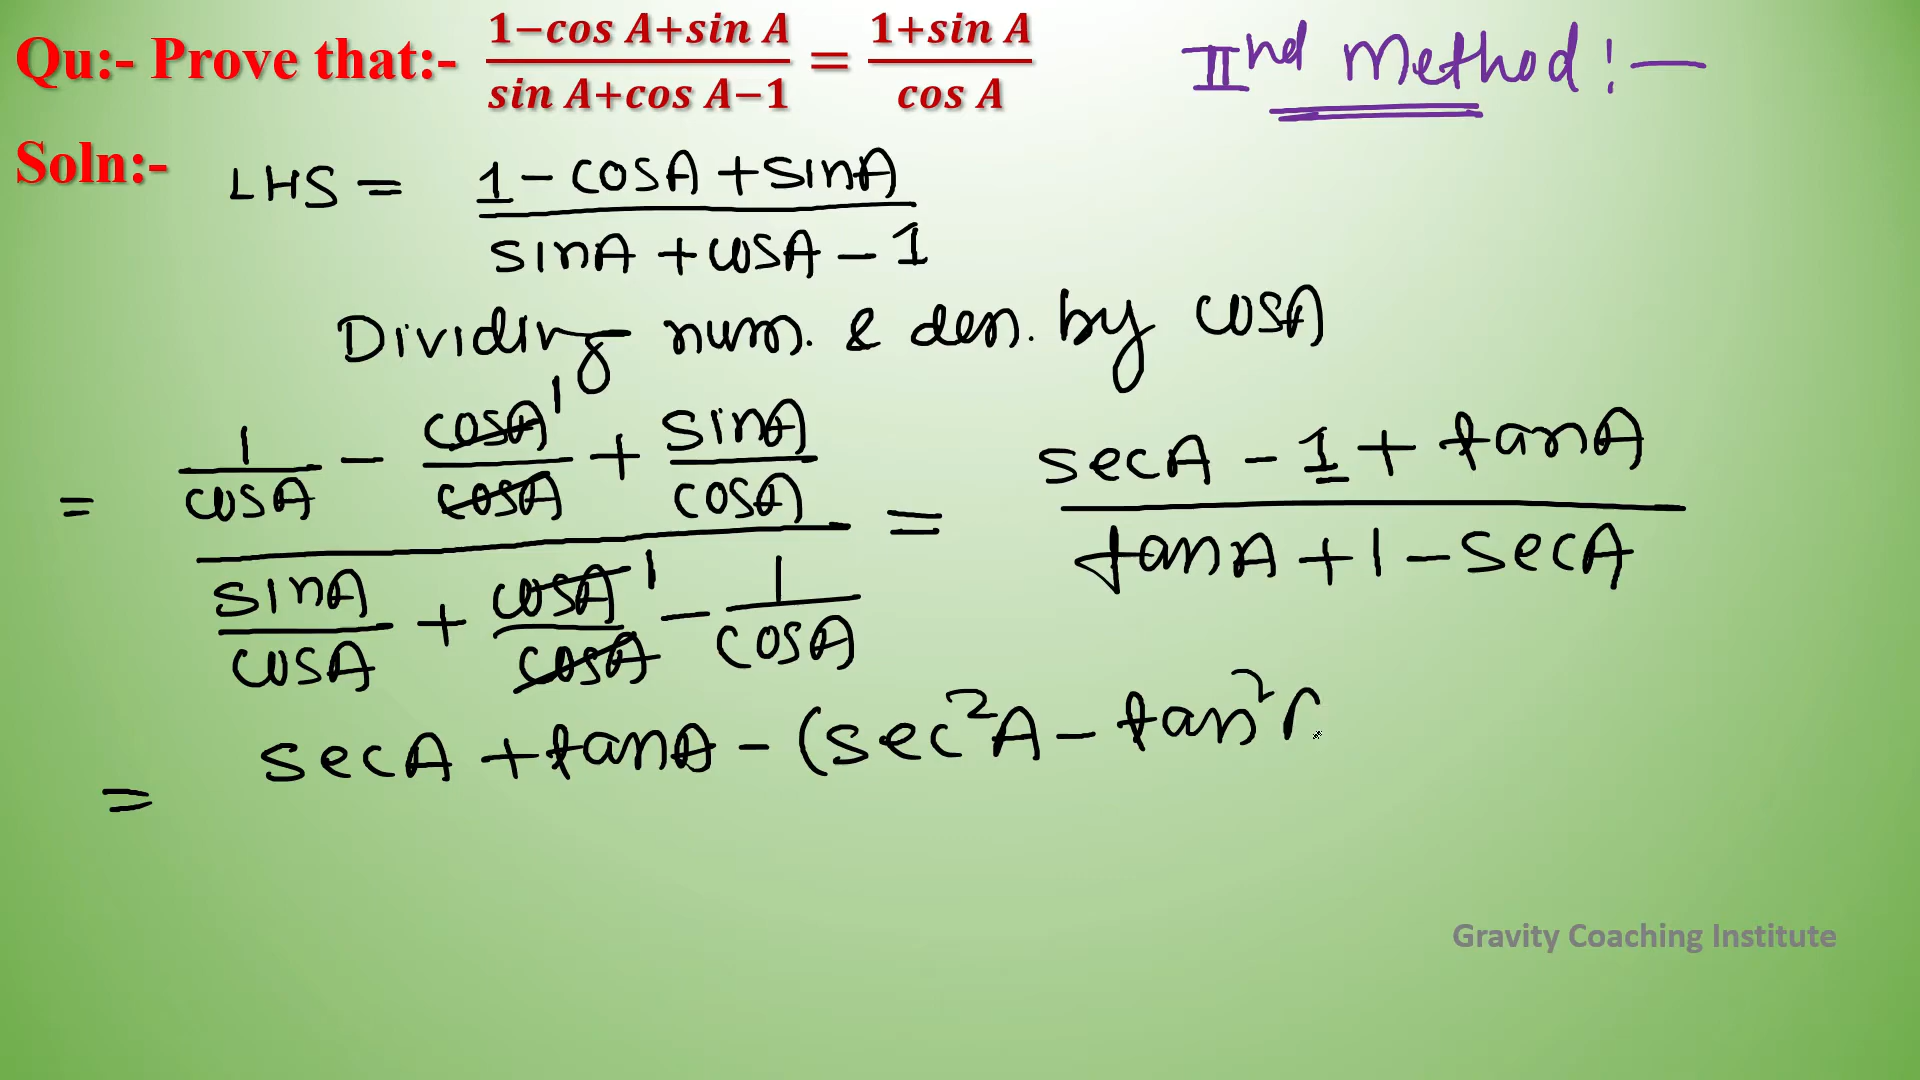 Qu:- Prove that:- (1−cos A+sin A)/(sin A+cos A−1) = (1+sin A)/(cos A)
IInd Method:—
Soln:- LHS = (1 - cosA + sinA)/(sinA + cosA - 1)
Dividing num. & den. by cosA
= (1/cosA - cosA/cosA 1 + sinA/cosA)/(sinA/cosA + cosA/cosA 1 - 1/cosA) = (secA - 1 + tanA)/(tanA + 1 - secA)
= secA + tanA - (sec²A - tan²
Gravity Coaching Institute